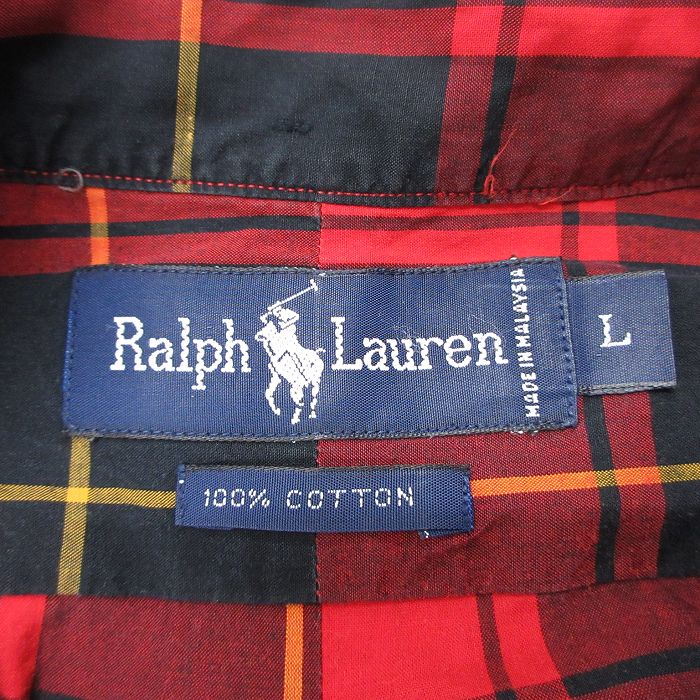 Ralph Lauren
MADE IN MALAYSIA
L
100% COTTON